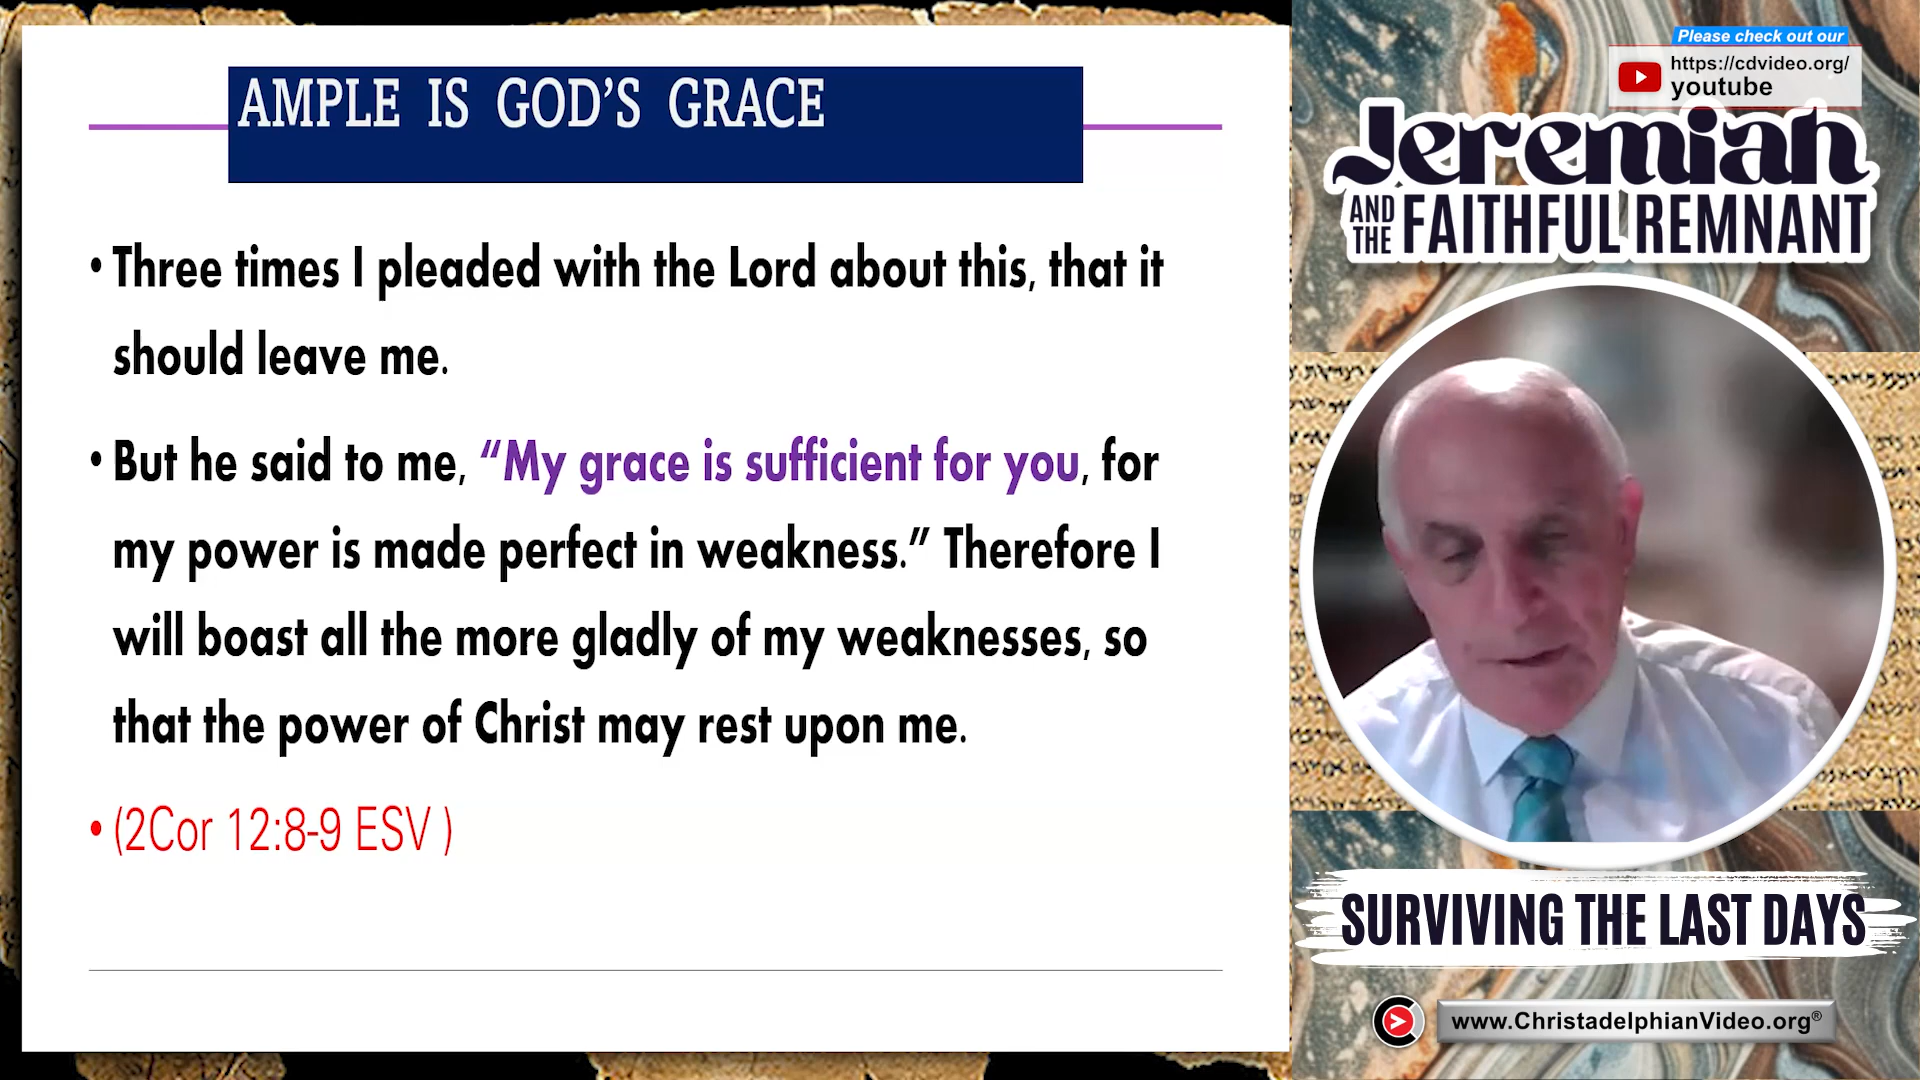 AMPLE IS GOD'S GRACE
• Three times I pleaded with the Lord about this, that it
should leave me.
• But he said to me, “My grace is sufficient for you, for
my power is made perfect in weakness.” Therefore I
will boast all the more gladly of my weaknesses, so
that the power of Christ may rest upon me.
• (2Cor 12:8-9 ESV )
Please check out our
https://cdvideo.org/
youtube
Jeremiah
AND THE FAITHFUL REMNANT
SURVIVING THE LAST DAYS
www.ChristadelphianVideo.org®